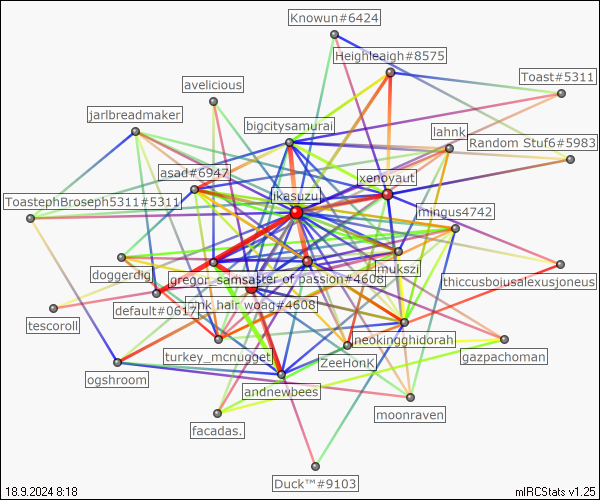 Knowun#6424
Heighleaigh#8575
Toast#5311
avelicious
jarlbreadmaker
bigcitysamurai
lahnk
Random Stuf6#5983
asad#6947
xenoyaut
ikasuzu
ToastephBroseph5311#5311
mingus4742
doggerdig
gregor_samsa
ster of passion#4608
mukszi
thiccusboiusalexusjoneus
default#0617
pink hair woag#4608
tescoroll
neokingghidorah
turkey_mcnugget
ZeeHonK
gazpachoman
ogshroom
andnewbees
moonraven
facadas.
Duck™#9103
18.9.2024 8:18
mIRCStats v1.25